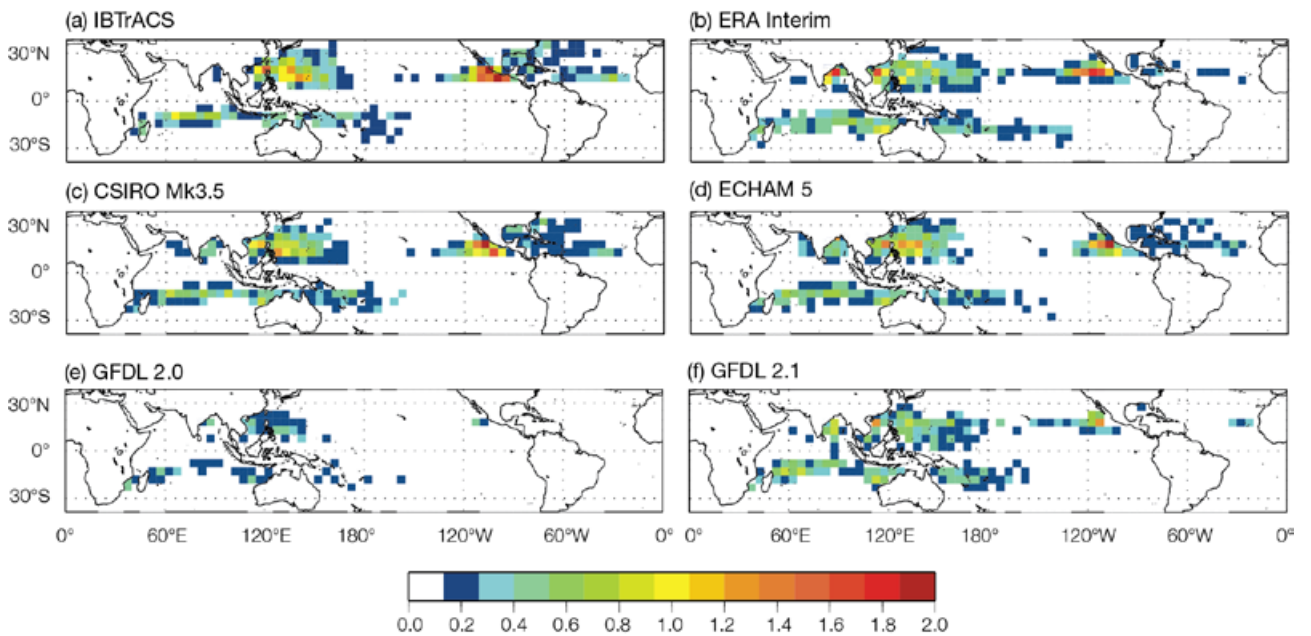 (a) IBTrACS
(b) ERA Interim
30°N
0°
30°S
(c) CSIRO Mk3.5
(d) ECHAM 5
30°N
0°
30°S
(e) GFDL 2.0
(f) GFDL 2.1
30°N
0°
30°S
0° 60°E 120°E 180° 120°W 60°W 0° 60°E 120°E 180° 120°W 60°W 0°
0.0 0.2 0.4 0.6 0.8 1.0 1.2 1.4 1.6 1.8 2.0